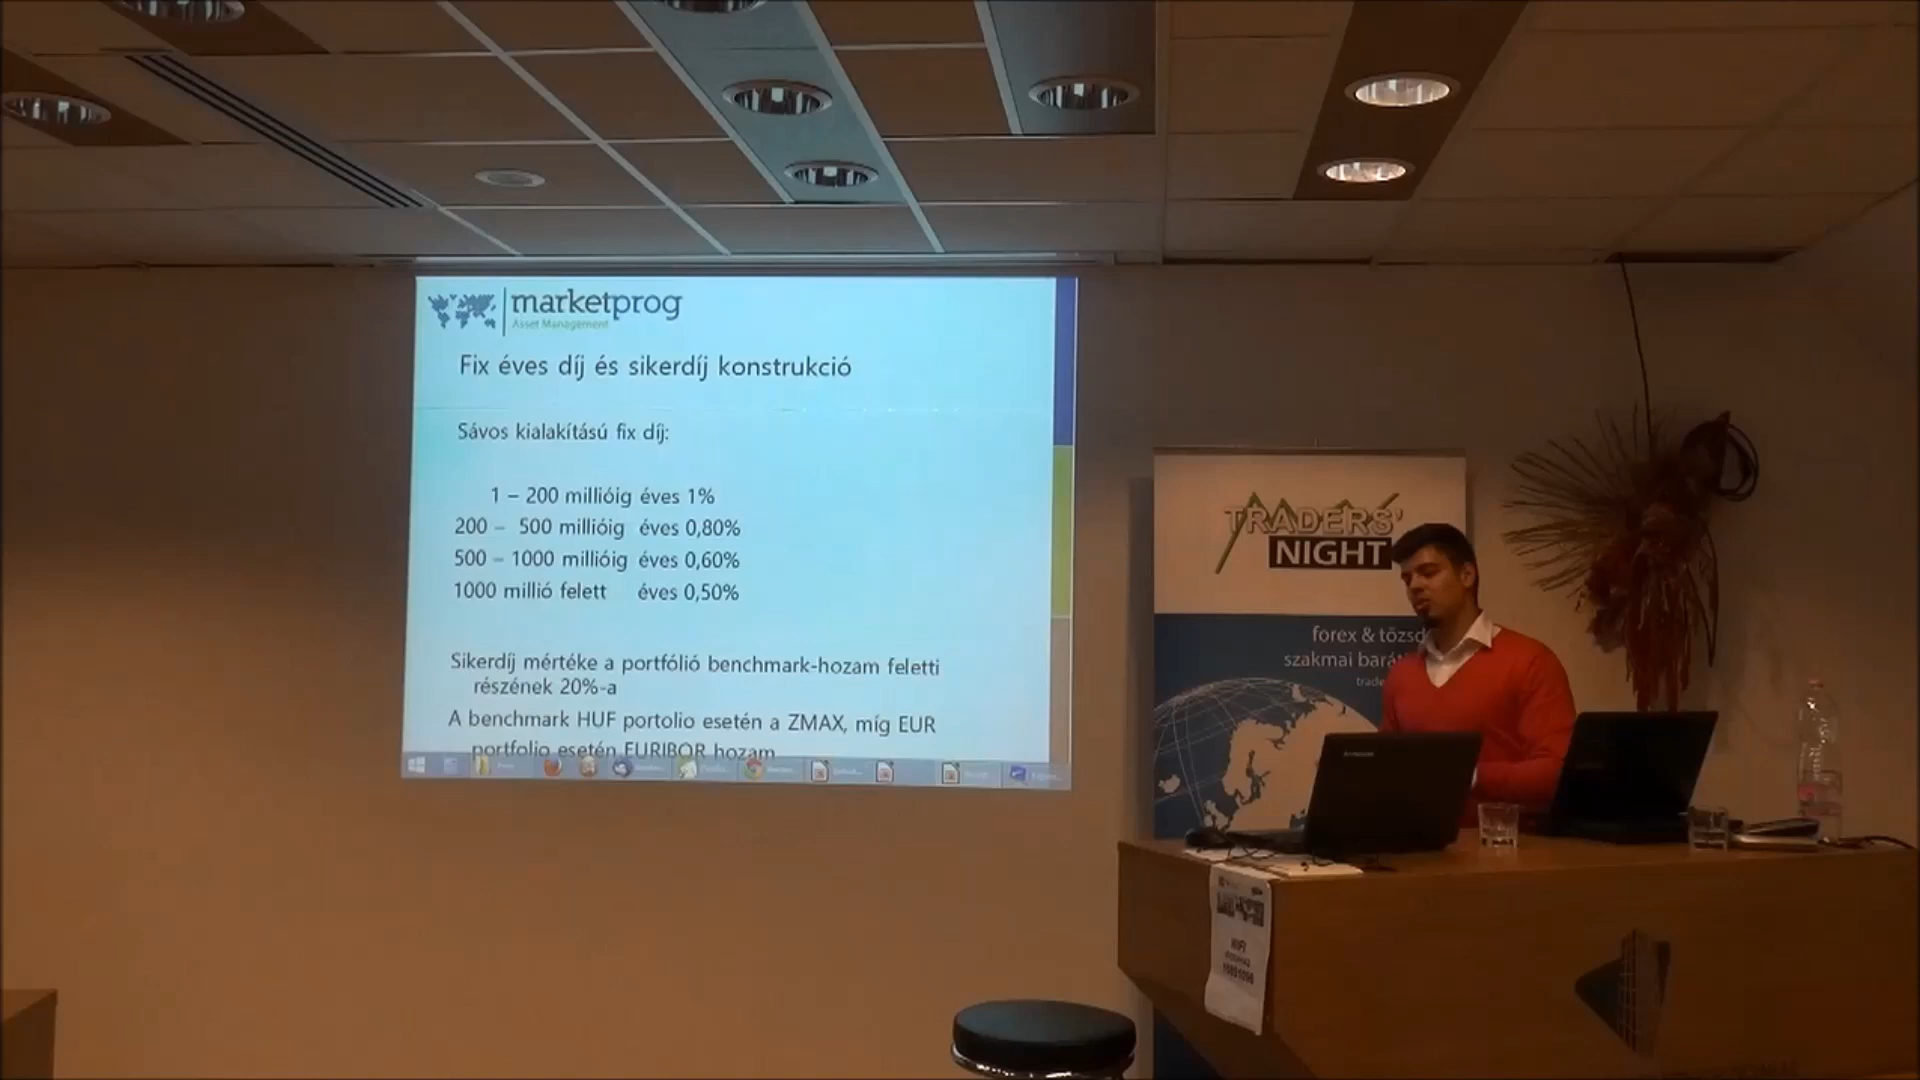 marketprog
Asset Management
Fix éves díj és sikerdíj konstrukció
Sávos kialakítású fix díj:
1 – 200 millióig éves 1%
200 – 500 millióig éves 0,80%
500 – 1000 millióig éves 0,60%
1000 millió felett éves 0,50%
Sikerdíj mértéke a portfólió benchmark-hozam feletti
részének 20%-a
A benchmark HUF portolio esetén a ZMAX, míg EUR
portfolio esetén EURIBOR hozam
TRADERS'
NIGHT
forex & tőzsd
szakmai barát
trade
WIFI